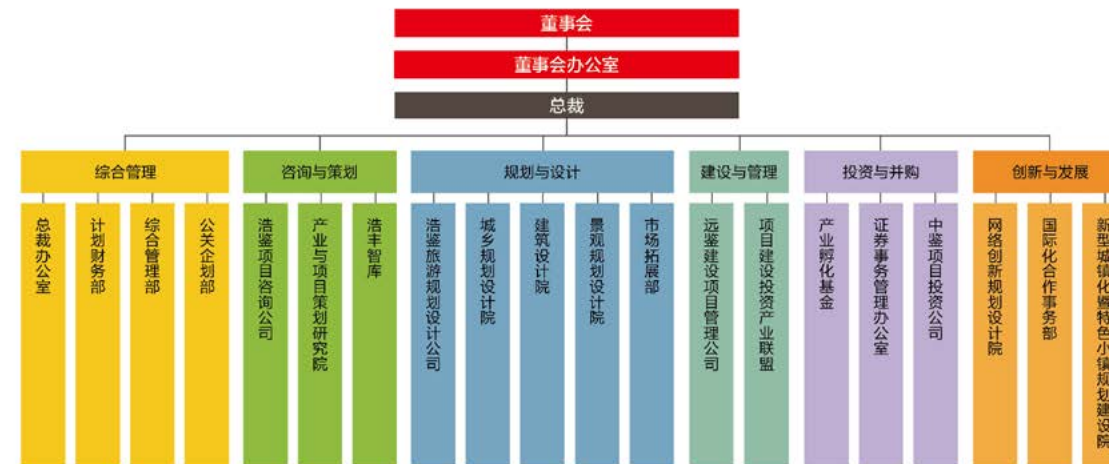 董事会
董事会办公室
总裁
综合管理
咨询与策划
规划与设计
建设与管理
投资与并购
创新与发展
总裁办公室
计划财务部
综合管理部
公关企划部
浩鉴项目咨询公司
产业与项目策划研究院
浩丰智库
浩鉴旅游规划设计公司
城乡规划设计院
建筑设计院
景观规划设计院
市场拓展部
远鉴建设项目管理公司
项目建设投资产业联盟
产业孵化基金
证券事务管理办公室
中鉴项目投资公司
网络创新规划设计院
国际化合作事务部
新型城镇化暨特色小镇规划建设院